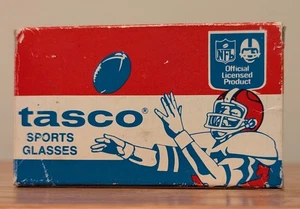 NFL
Official
Licensed
Product
tasco®
SPORTS
GLASSES